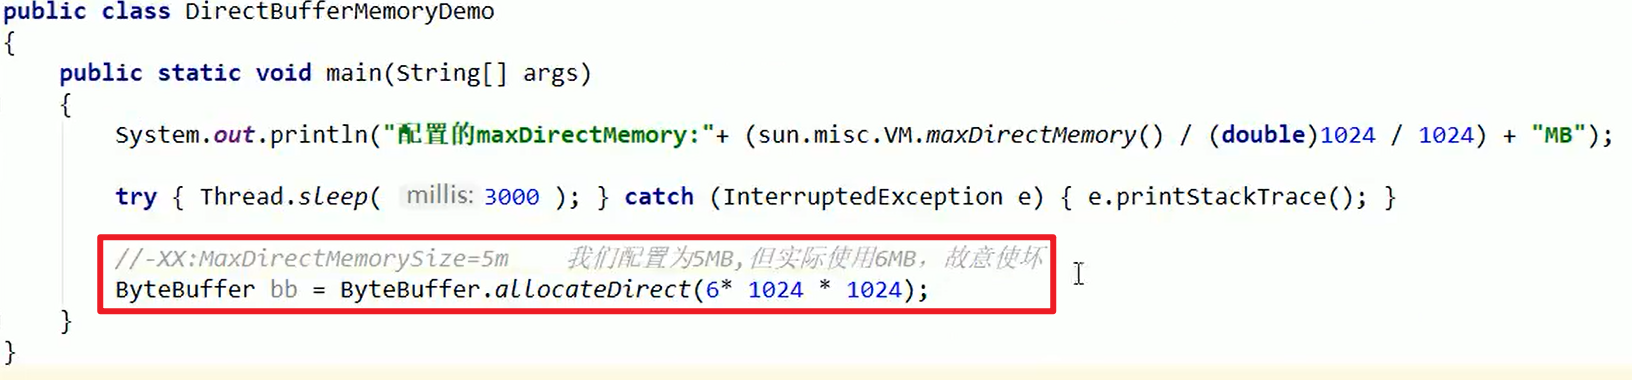 public class DirectBufferMemoryDemo
{
public static void main(String[] args)
{
System.out.println("配置的maxDirectMemory:"+ (sun.misc.VM.maxDirectMemory() / (double)1024 / 1024) + "MB");
try { Thread.sleep( millis: 3000 ); } catch (InterruptedException e) { e.printStackTrace(); }
//-XX:MaxDirectMemorySize=5m 我们配置为5MB,但实际使用6MB，故意使坏
ByteBuffer bb = ByteBuffer.allocateDirect(6* 1024 * 1024);
}
}